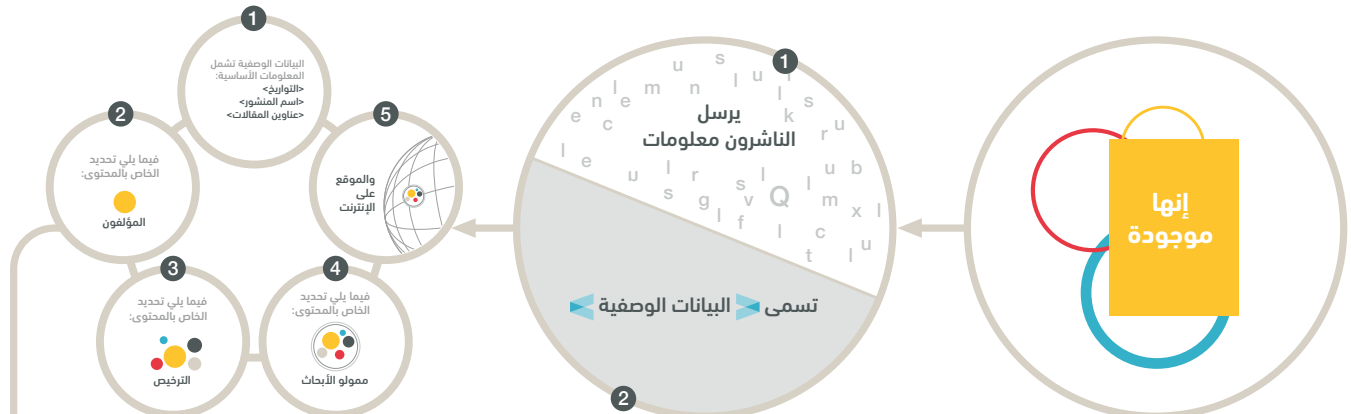 إنها
موجودة
1
يرسل
الناشرون معلومات
تسمى > البيانات الوصفية <
2
1
البيانات الوصفية تشمل
المعلومات الأساسية:
<التواريخ>
<اسم المنشور>
<عناوين المقالات>
2
فيما يلي تحديد
الخاص بالمحتوى:
المؤلفون
3
فيما يلي تحديد
الخاص بالمحتوى:
الترخيص
4
فيما يلي تحديد
الخاص بالمحتوى:
ممولو الأبحاث
5
والموقع
على
الإنترنت